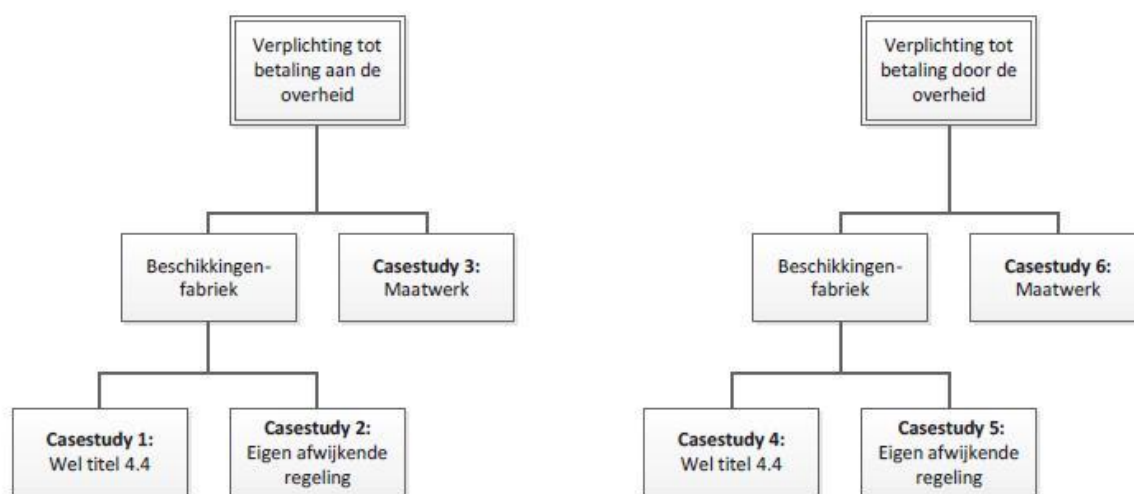 Verplichting tot
betaling aan de
overheid
Verplichting tot
betaling door de
overheid
Beschikkingen-
fabriek
Casestudy 3:
Maatwerk
Beschikkingen-
fabriek
Casestudy 6:
Maatwerk
Casestudy 1:
Wel titel 4.4
Casestudy 2:
Eigen afwijkende
regeling
Casestudy 4:
Wel titel 4.4
Casestudy 5:
Eigen afwijkende
regeling